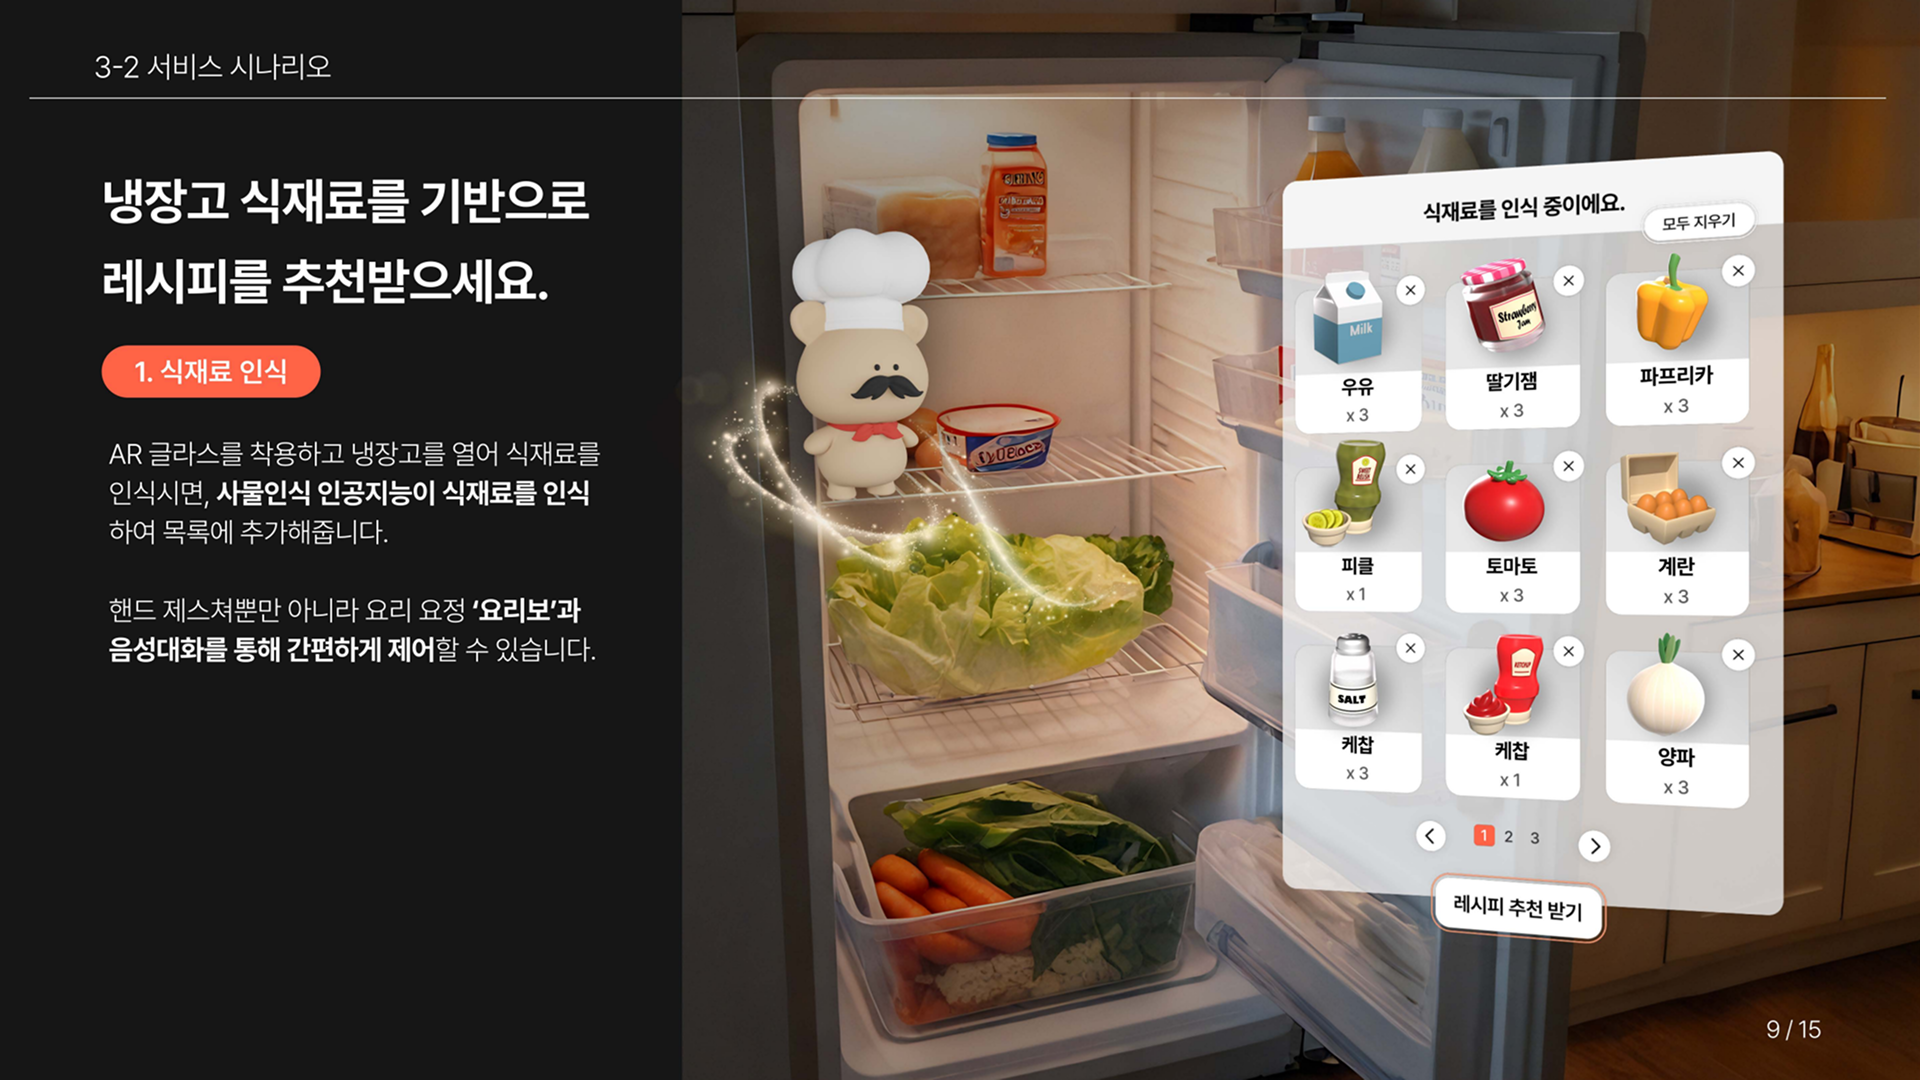 3-2 서비스 시나리오
냉장고 식재료를 기반으로
레시피를 추천받으세요.
1. 식재료 인식
AR 글라스를 착용하고 냉장고를 열어 식재료를
인식시면, 사물인식 인공지능이 식재료를 인식
하여 목록에 추가해줍니다.
핸드 제스쳐뿐만 아니라 요리 요정 ‘요리보’과
음성대화를 통해 간편하게 제어할 수 있습니다.
식재료를 인식 중이에요.
모두 지우기
Milk
우유
x 3
Strawberry
Jam
딸기잼
x 3
파프리카
x 3
피클
x 1
토마토
x 3
계란
x 3
SALT
케찹
x 3
KETCHUP
케찹
x 1
양파
x 3
1 2 3
레시피 추천 받기
9 / 15